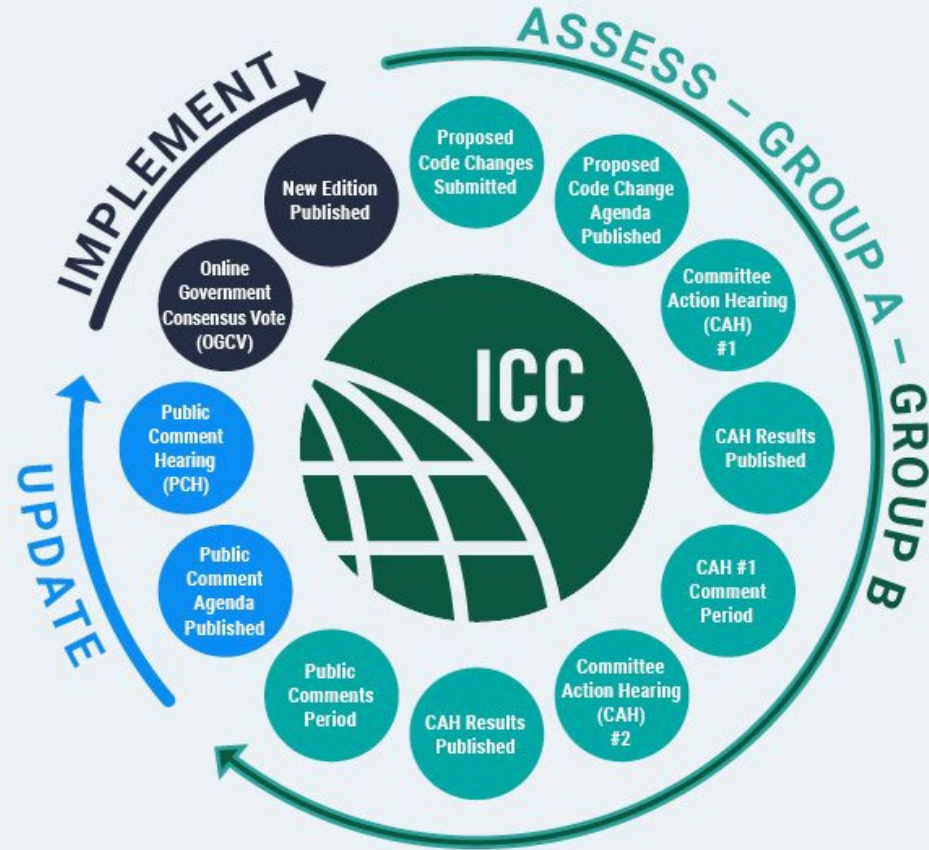 ASSESS – GROUP A – GROUP B
Proposed
Code Changes
Submitted
Proposed
Code Change
Agenda
Published
Committee
Action Hearing
(CAH)
#1
CAH Results
Published
CAH #1
Comment
Period
Committee
Action Hearing
(CAH)
#2
CAH Results
Published
Public
Comments
Period
UPDATE
Public
Comment
Agenda
Published
Public
Comment
Hearing
(PCH)
IMPLEMENT
Online
Government
Consensus Vote
(OGCV)
New Edition
Published
ICC